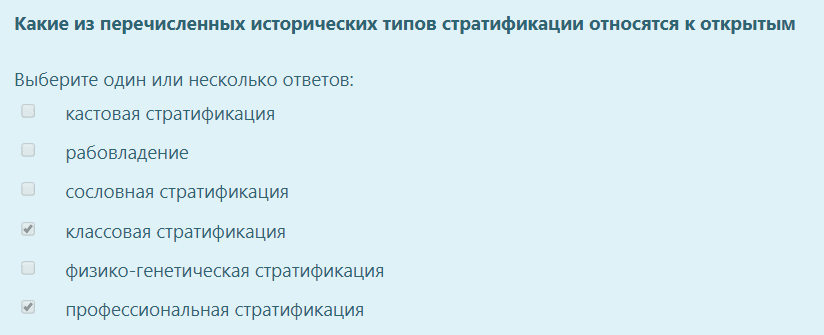 Какие из перечисленных исторических типов стратификации относятся к открытым
Выберите один или несколько ответов:
кастовая стратификация
рабовладение
сословная стратификация
классовая стратификация
физико-генетическая стратификация
профессиональная стратификация